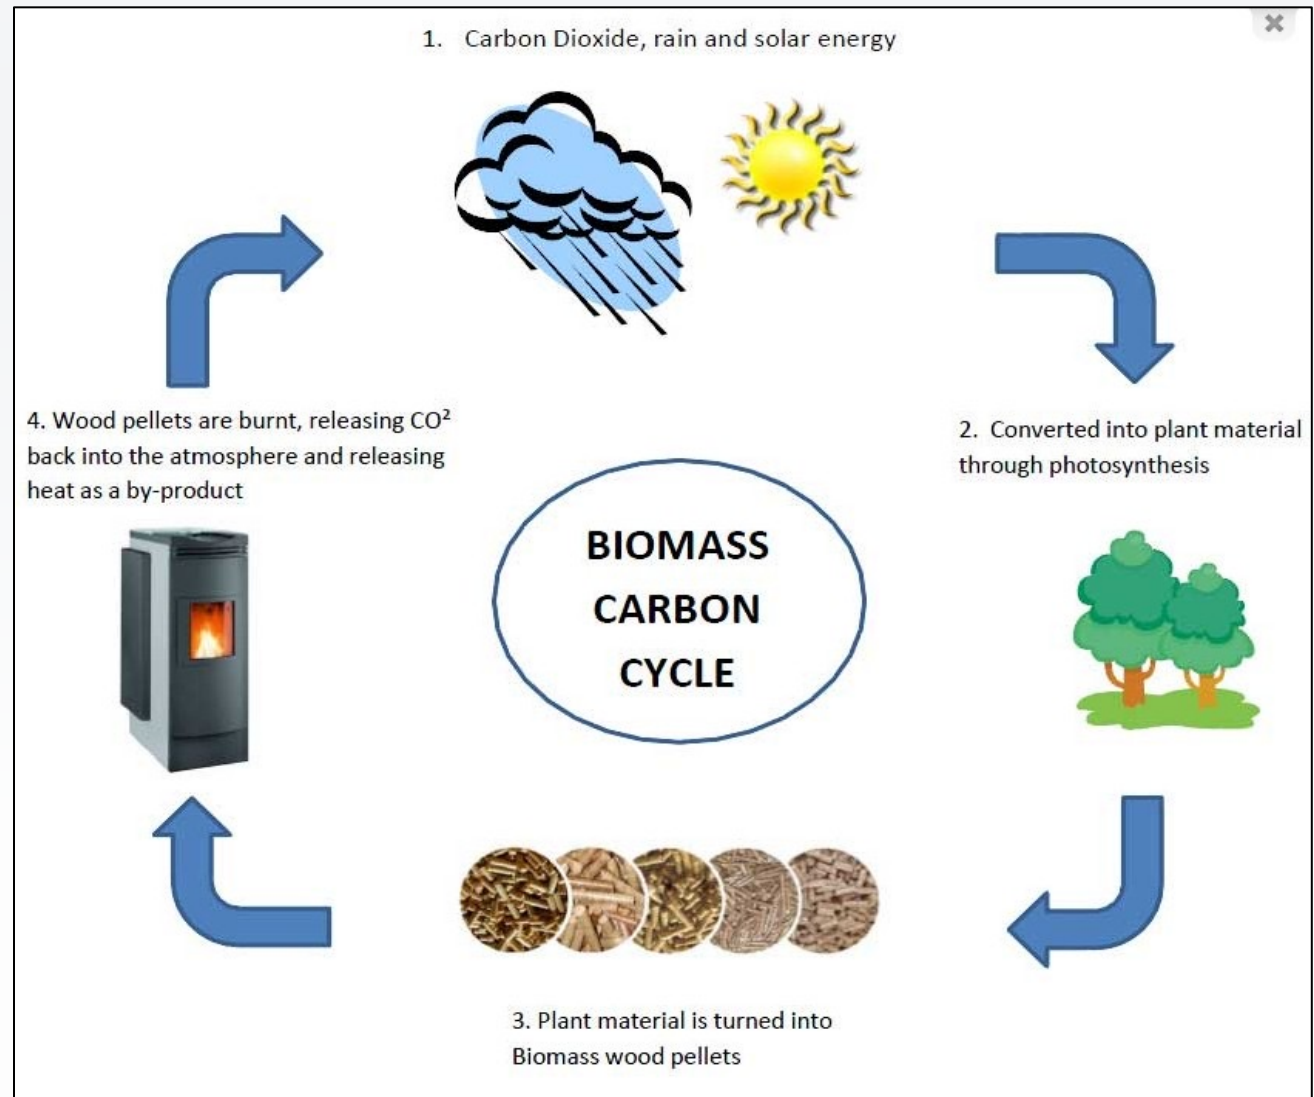 1. Carbon Dioxide, rain and solar energy
4. Wood pellets are burnt, releasing CO²
back into the atmosphere and releasing
heat as a by-product
2. Converted into plant material
through photosynthesis
BIOMASS
CARBON
CYCLE
3. Plant material is turned into
Biomass wood pellets